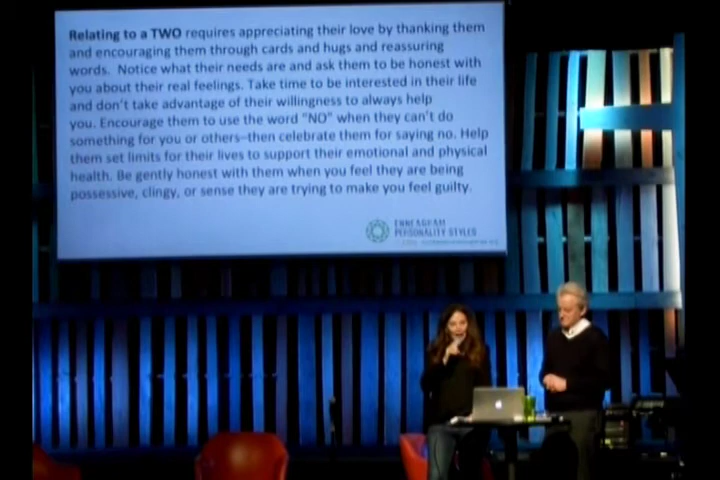 Relating to a TWO requires appreciating their love by thanking them
and encouraging them through cards and hugs and reassuring
words.  Notice what their needs are and ask them to be honest with
you about their real feelings. Take time to be interested in their life
and don't take advantage of their willingness to always help
you. Encourage them to use the word "NO" when they can't do
something for you or others–then celebrate them for saying no. Help
them set limits for their lives to support their emotional and physical
health. Be gently honest with them when you feel they are being
possessive, clingy, or sense they are trying to make you feel guilty.
ENNEAGRAM
PERSONALITY STYLES